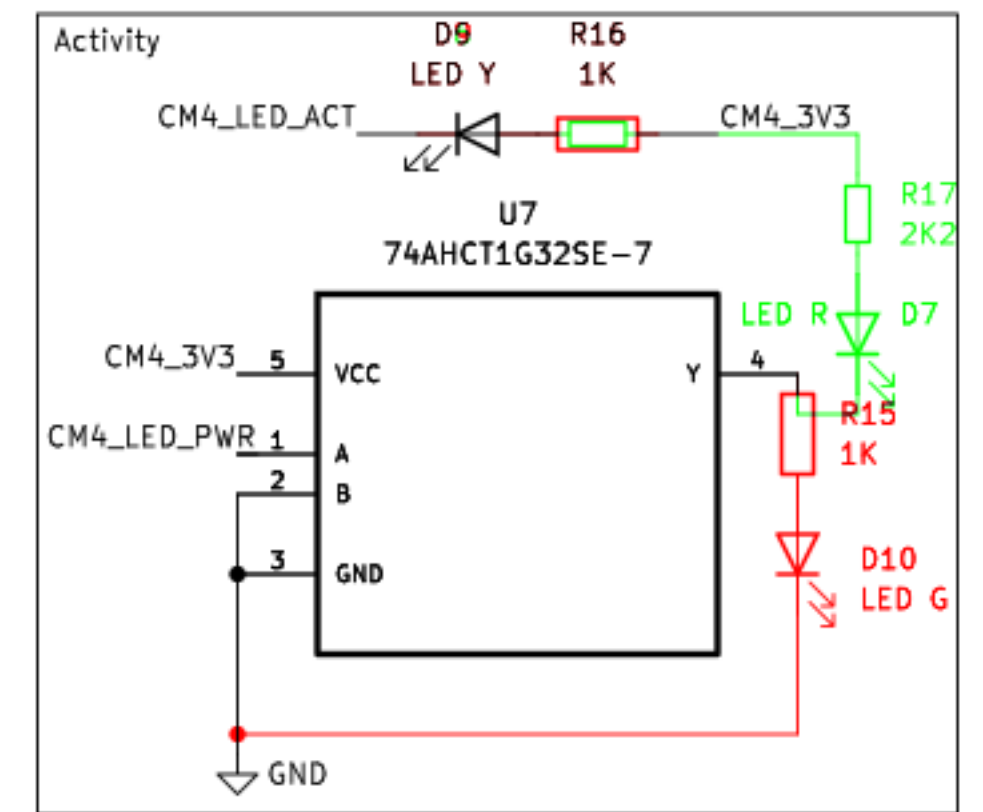 Activity
D9
LED Y
R16
1K
CM4_LED_ACT
CM4_3V3
R17
2K2
U7
74AHCT1G32SE-7
LED R
D7
CM4_3V3
5
VCC
Y
4
CM4_LED_PWR
1
A
2
B
R15
1K
3
GND
D10
LED G
GND